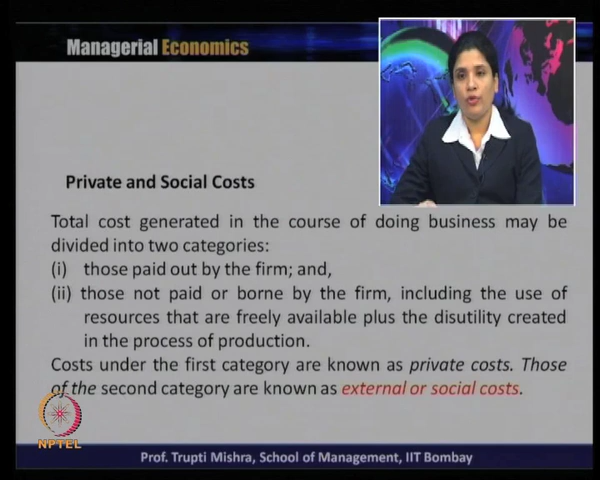 Managerial Economics
Private and Social Costs
Total cost generated in the course of doing business may be
divided into two categories:
(i) those paid out by the firm; and,
(ii) those not paid or borne by the firm, including the use of
resources that are freely available plus the disutility created
in the process of production.
Costs under the first category are known as private costs. Those
of the second category are known as external or social costs.
NPTEL
Prof. Trupti Mishra, School of Management, IIT Bombay